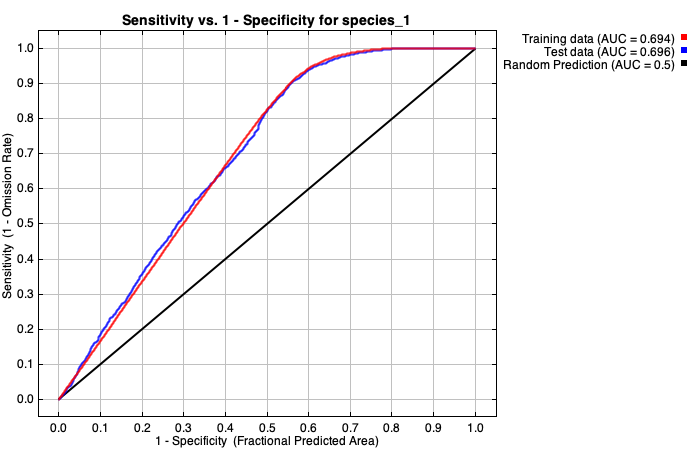 Sensitivity vs. 1 - Specificity for species_1
Training data (AUC = 0.694)
Test data (AUC = 0.696)
Random Prediction (AUC = 0.5)
Sensitivity (1 - Omission Rate)
1.0
0.9
0.8
0.7
0.6
0.5
0.4
0.3
0.2
0.1
0.0
0.0 0.1 0.2 0.3 0.4 0.5 0.6 0.7 0.8 0.9 1.0
1 - Specificity (Fractional Predicted Area)